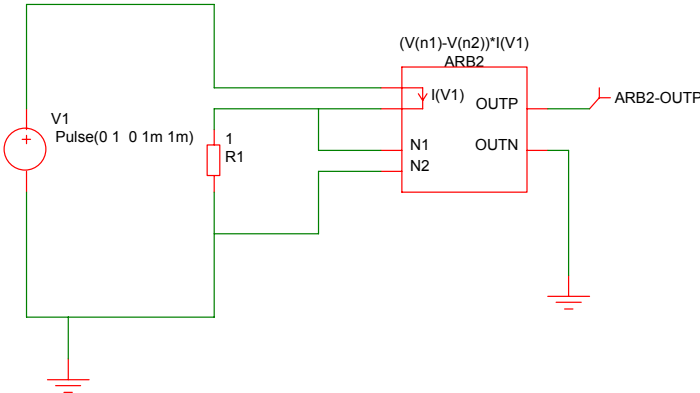 (V(n1)-V(n2))*I(V1)
ARB2
I(V1)
OUTP
ARB2-OUTP
V1
Pulse(0 1  0 1m 1m)
1
R1
N1
OUTN
N2